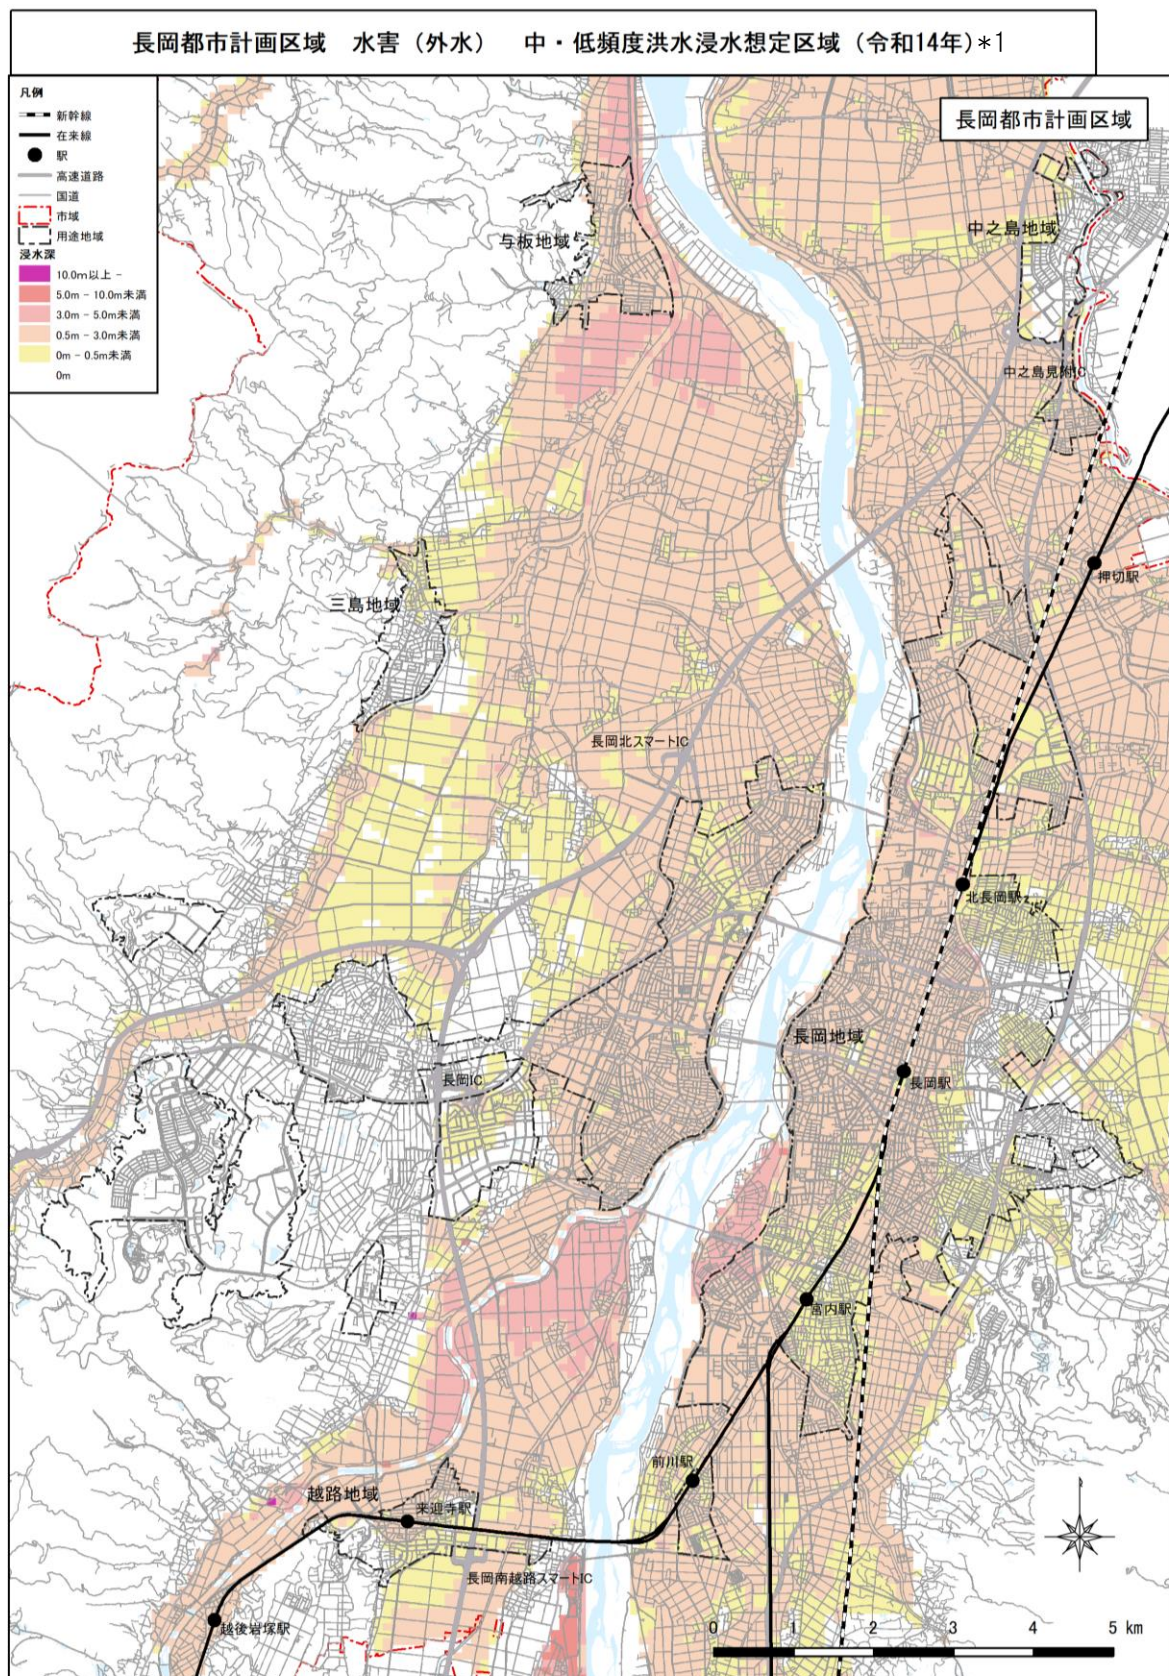 長岡都市計画区域　水害（外水）　中・低頻度洪水浸水想定区域（令和14年）*1
凡例
新幹線
在来線
駅
高速道路
国道
市域
用途地域
浸水深
10.0m以上 -
5.0m - 10.0m未満
3.0m - 5.0m未満
0.5m - 3.0m未満
0m - 0.5m未満
0m
長岡都市計画区域
与板地域
中之島地域
中之島見附IC
押切駅
三島地域
長岡北スマートIC
北長岡駅
長岡地域
長岡駅
長岡IC
宮内駅
前川駅
越路地域
来迎寺駅
長岡南越路スマートIC
越後岩塚駅
0 1 2 3 4 5 km